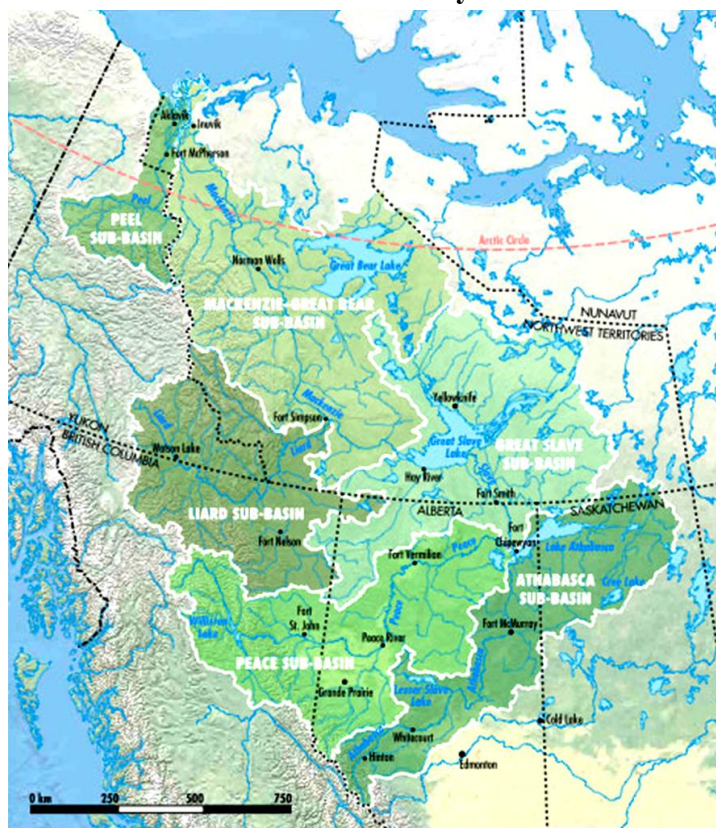 Aklavik
Inuvik
Fort McPherson
Peel
PEEL
SUB-BASIN
Mackenzie
Arctic Circle
Norman Wells
Great Bear Lake
MACKENZIE-GREAT BEAR
SUB-BASIN
NUNAVUT
NORTHWEST TERRITORIES
Mackenzie
Yellowknife
Fort Simpson
YUKON
BRITISH COLUMBIA
Liard
Watson Lake
Liard
Great Slave
Lake
GREAT SLAVE
SUB-BASIN
Hay River
Slave
Fort Smith
LIARD SUB-BASIN
ALBERTA
SASKATCHEWAN
Fort Nelson
Fort
Chipewyan
Lake Athabasca
Fort Vermilion
Peace
ATHABASCA
SUB-BASIN
Cree Lake
Williston
Lake
Fort
St. John
Peace
Fort McMurray
Peace River
PEACE SUB-BASIN
Athabasca
Grande Prairie
Lesser Slave
Lake
Whitecourt
Cold Lake
Athabasca
Hinton
Edmonton
0 km 250 500 750